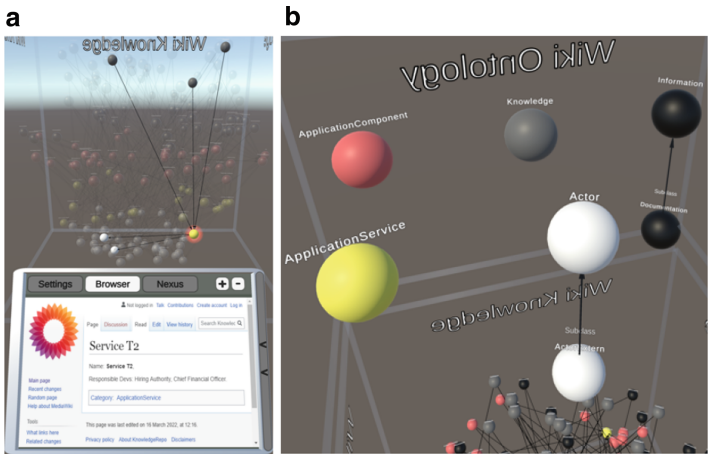 a
b
Wiki Knowledge
Settings
Browser
Nexus
+
-
Not logged in Talk Contributions Create account Log in
Page Discussion Read Edit View history Search Knowlec
Service T2
Name: Service T2,
Responsible Devs: Hiring Authority, Chief Financial Officer.
Category: ApplicationService
Main page
Recent changes
Random page
Help about MediaWiki
Tools
What links here
Related changes
This page was last edited on 16 March 2022, at 12:16.
Privacy policy About KnowledgeRepo Disclaimers
Wiki Ontology
Information
Knowledge
ApplicationComponent
Subclass
Documentation
Actor
ApplicationService
Wiki Knowledge
Subclass